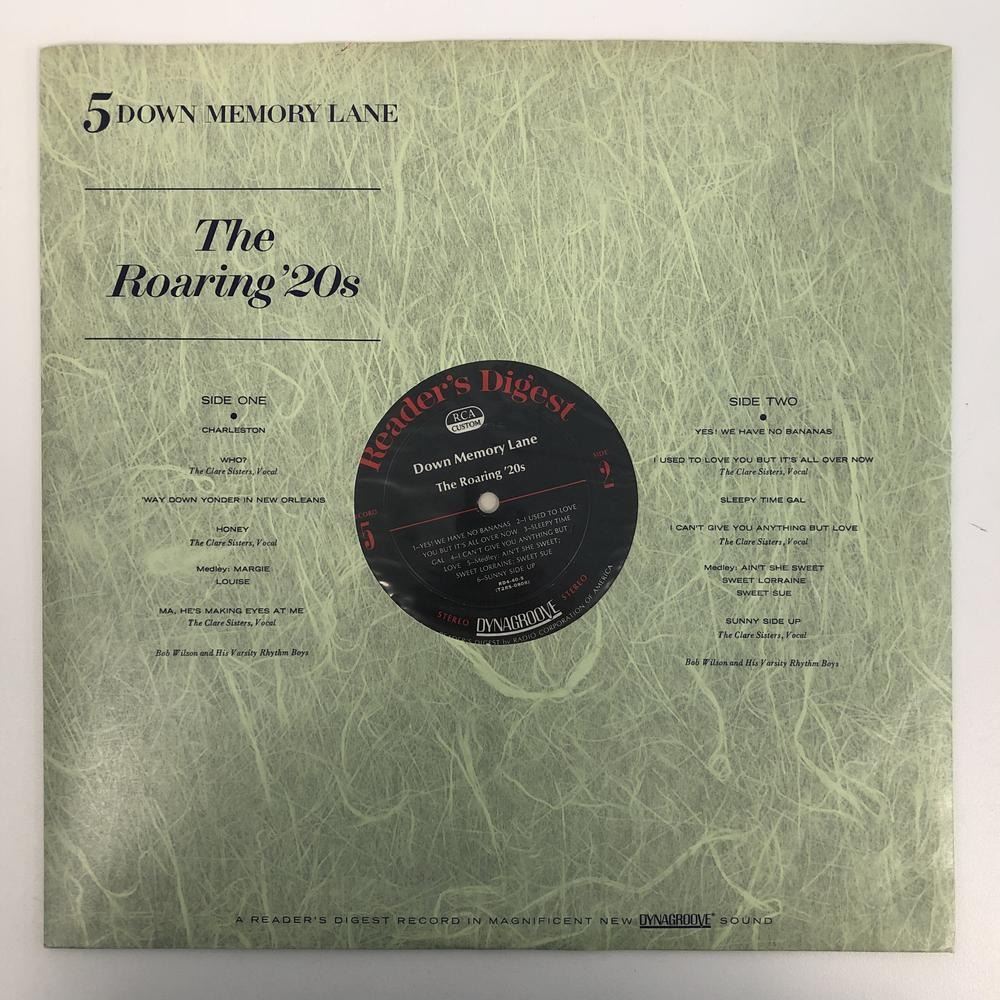 5 DOWN MEMORY LANE
The
Roaring '20s
SIDE ONE
CHARLESTON
WHO?
The Clare Sisters, Vocal
'WAY DOWN YONDER IN NEW ORLEANS
HONEY
The Clare Sisters, Vocal
Medley: MARGIE
LOUISE
MA, HE'S MAKING EYES AT ME
The Clare Sisters, Vocal
Bob Wilson and His Varsity Rhythm Boys
Reader's Digest
RCA
CUSTOM
Down Memory Lane
The Roaring '20s
SIDE
2
5
1–YES! WE HAVE NO BANANAS 2–I USED TO LOVE
YOU BUT IT'S ALL OVER NOW 3–SLEEPY TIME
GAL 4–I CAN'T GIVE YOU ANYTHING BUT
LOVE 5–Medley: AIN'T SHE SWEET;
SWEET LORRAINE; SWEET SUE
6–SUNNY SIDE UP
RD4-40-5
(T2RS-0806)
STEREO DYNAGROOVE STEREO
DIGEST by RADIO CORPORATION OF AMERICA
SIDE TWO
YES! WE HAVE NO BANANAS
I USED TO LOVE YOU BUT IT'S ALL OVER NOW
The Clare Sisters, Vocal
SLEEPY TIME GAL
I CAN'T GIVE YOU ANYTHING BUT LOVE
The Clare Sisters, Vocal
Medley: AIN'T SHE SWEET
SWEET LORRAINE
SWEET SUE
SUNNY SIDE UP
The Clare Sisters, Vocal
Bob Wilson and His Varsity Rhythm Boys
A READER'S DIGEST RECORD IN MAGNIFICENT NEW DYNAGROOVE® SOUND